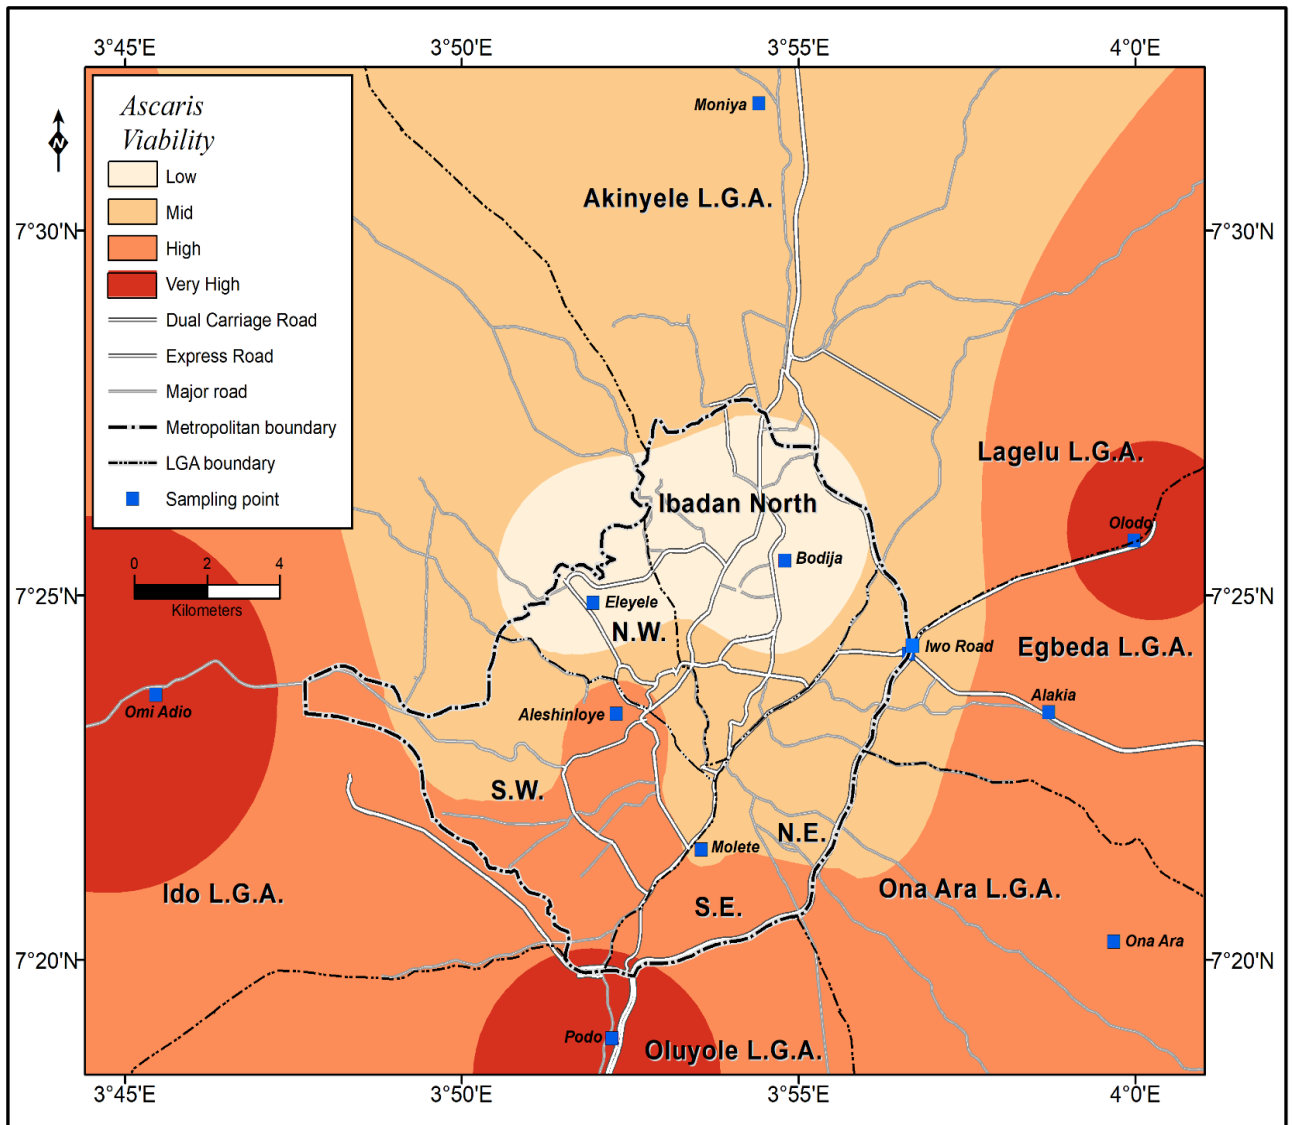 3°45'E 3°50'E 3°55'E 4°0'E
Ascaris
Viability
Low
Mid
High
Very High
Dual Carriage Road
Express Road
Major road
Metropolitan boundary
LGA boundary
Sampling point
N
Moniya
Akinyele L.G.A.
7°30'N 7°30'N
Lagelu L.G.A.
Ibadan North
Olodo
Bodija
0 2 4
Kilometers
7°25'N 7°25'N
Eleyele
N.W.
Iwo Road
Egbeda L.G.A.
Alakia
Omi Adio
Aleshinloye
S.W.
N.E.
Molete
Ido L.G.A.
Ona Ara L.G.A.
S.E.
Ona Ara
7°20'N 7°20'N
Podo
Oluyole L.G.A.
3°45'E 3°50'E 3°55'E 4°0'E